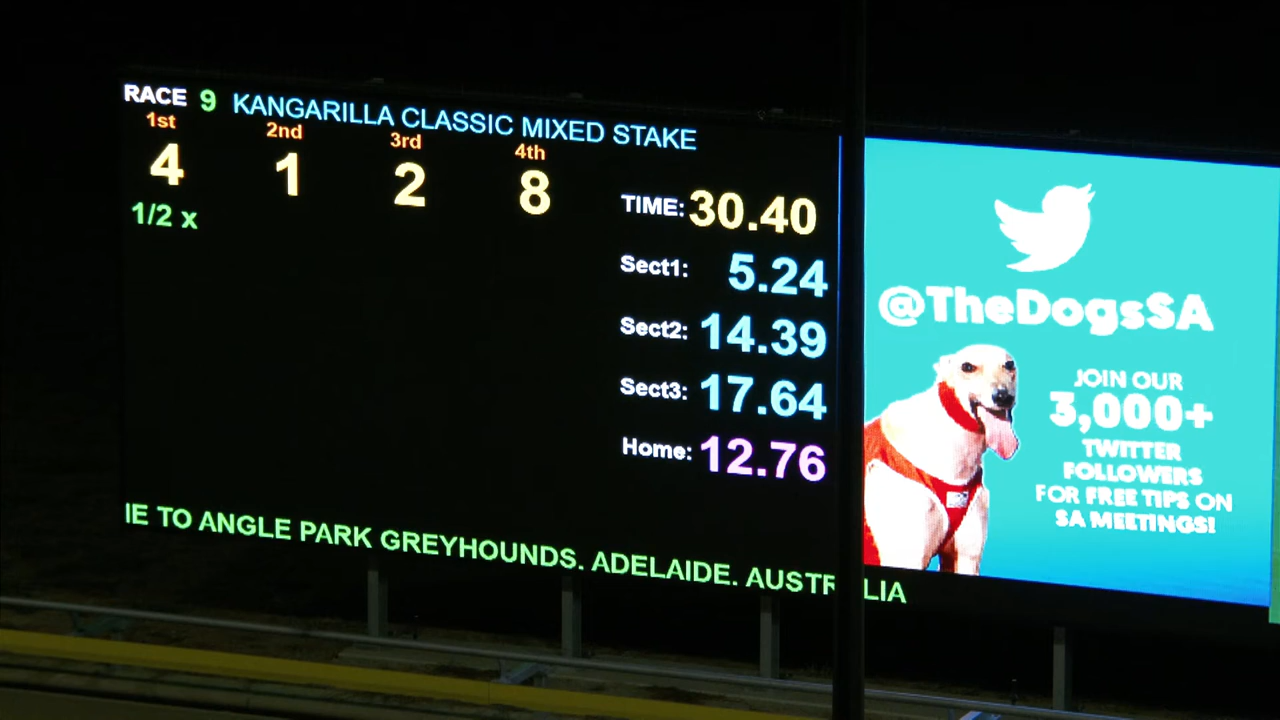 RACE 9 KANGARILLA CLASSIC MIXED STAKE
1st 2nd 3rd 4th
4 1 2 8
1/2 x
TIME: 30.40
Sect1: 5.24
Sect2: 14.39
Sect3: 17.64
Home: 12.76
IE TO ANGLE PARK GREYHOUNDS. ADELAIDE. AUSTR LIA
@TheDogsSA
JOIN OUR
3,000+
TWITTER
FOLLOWERS
FOR FREE TIPS ON
SA MEETINGS!